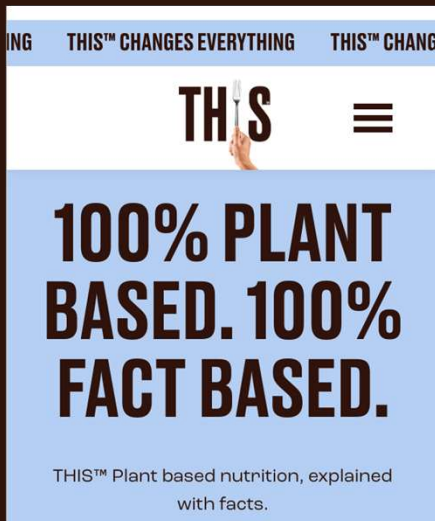 ING THIS™ CHANGES EVERYTHING THIS™ CHANG
THIS
100% PLANT
BASED. 100%
FACT BASED.
THIS™ Plant based nutrition, explained
with facts.